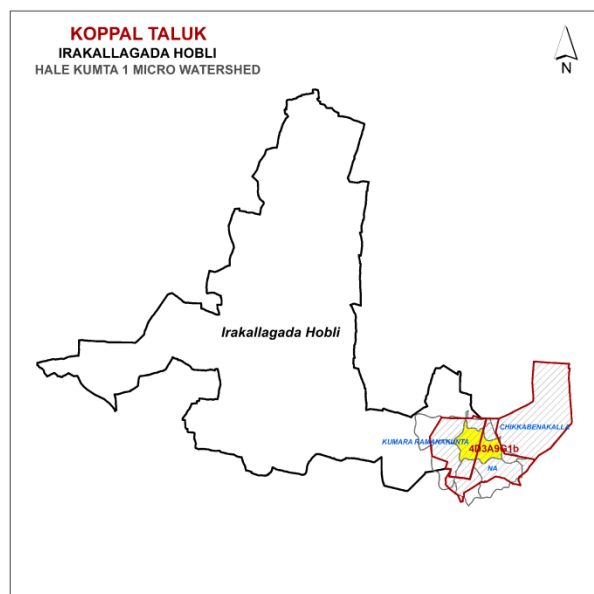 KOPPAL TALUK
IRAKALLAGADA HOBLI
HALE KUMTA 1 MICRO WATERSHED
N
Irakallagada Hobli
CHIKKABENAKALLA
KUMARA RAMANAKUNTA
4D3A9G1b
NA